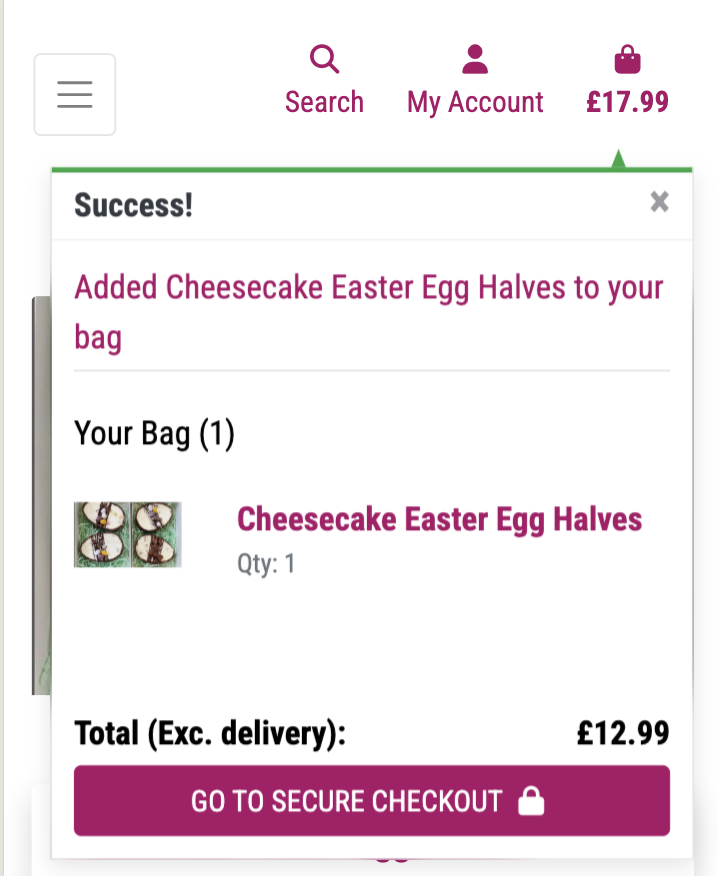 Search
My Account
£17.99
Success!
×
Added Cheesecake Easter Egg Halves to your
bag
Your Bag (1)
Cheesecake Easter Egg Halves
Qty: 1
Total (Exc. delivery):
£12.99
GO TO SECURE CHECKOUT